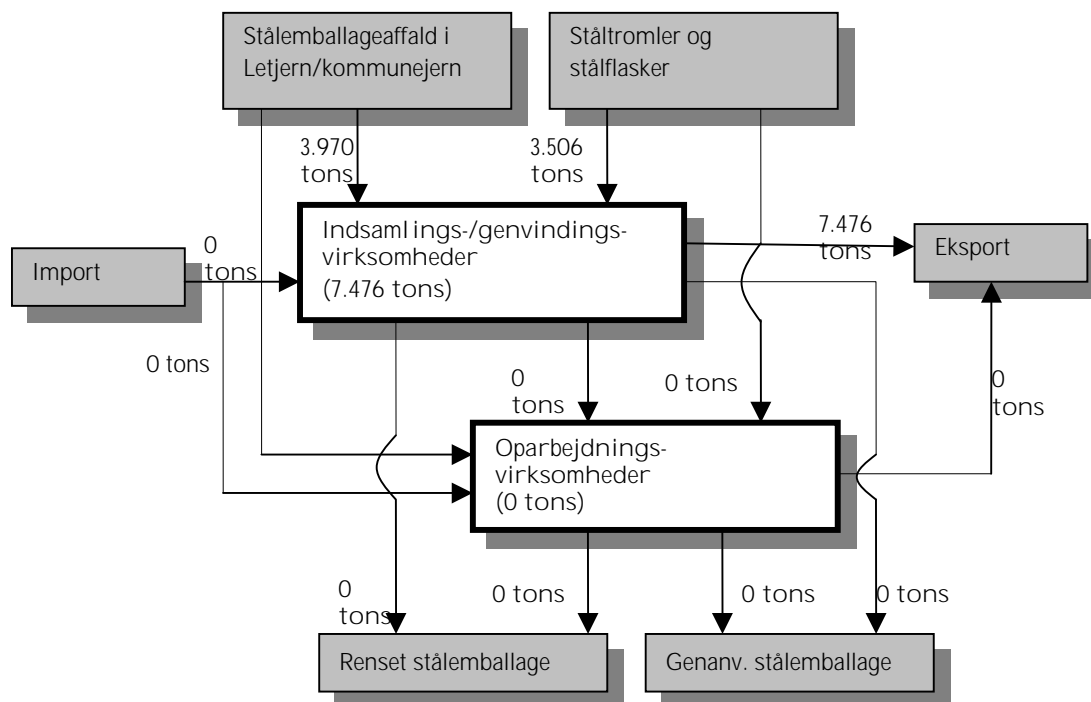 Stålemballageaffald i
Letjern/kommunejern
Ståltromler og
stålflasker
3.970
tons
3.506
tons
Indsamlings-/genvindings-
virksomheder
(7.476 tons)
7.476
tons
Eksport
0
tons
Import
0 tons
0
tons
0 tons
0
tons
Oparbejdnings-
virksomheder
(0 tons)
0
tons
0 tons
0 tons
0 tons
Renset stålemballage
Genanv. stålemballage